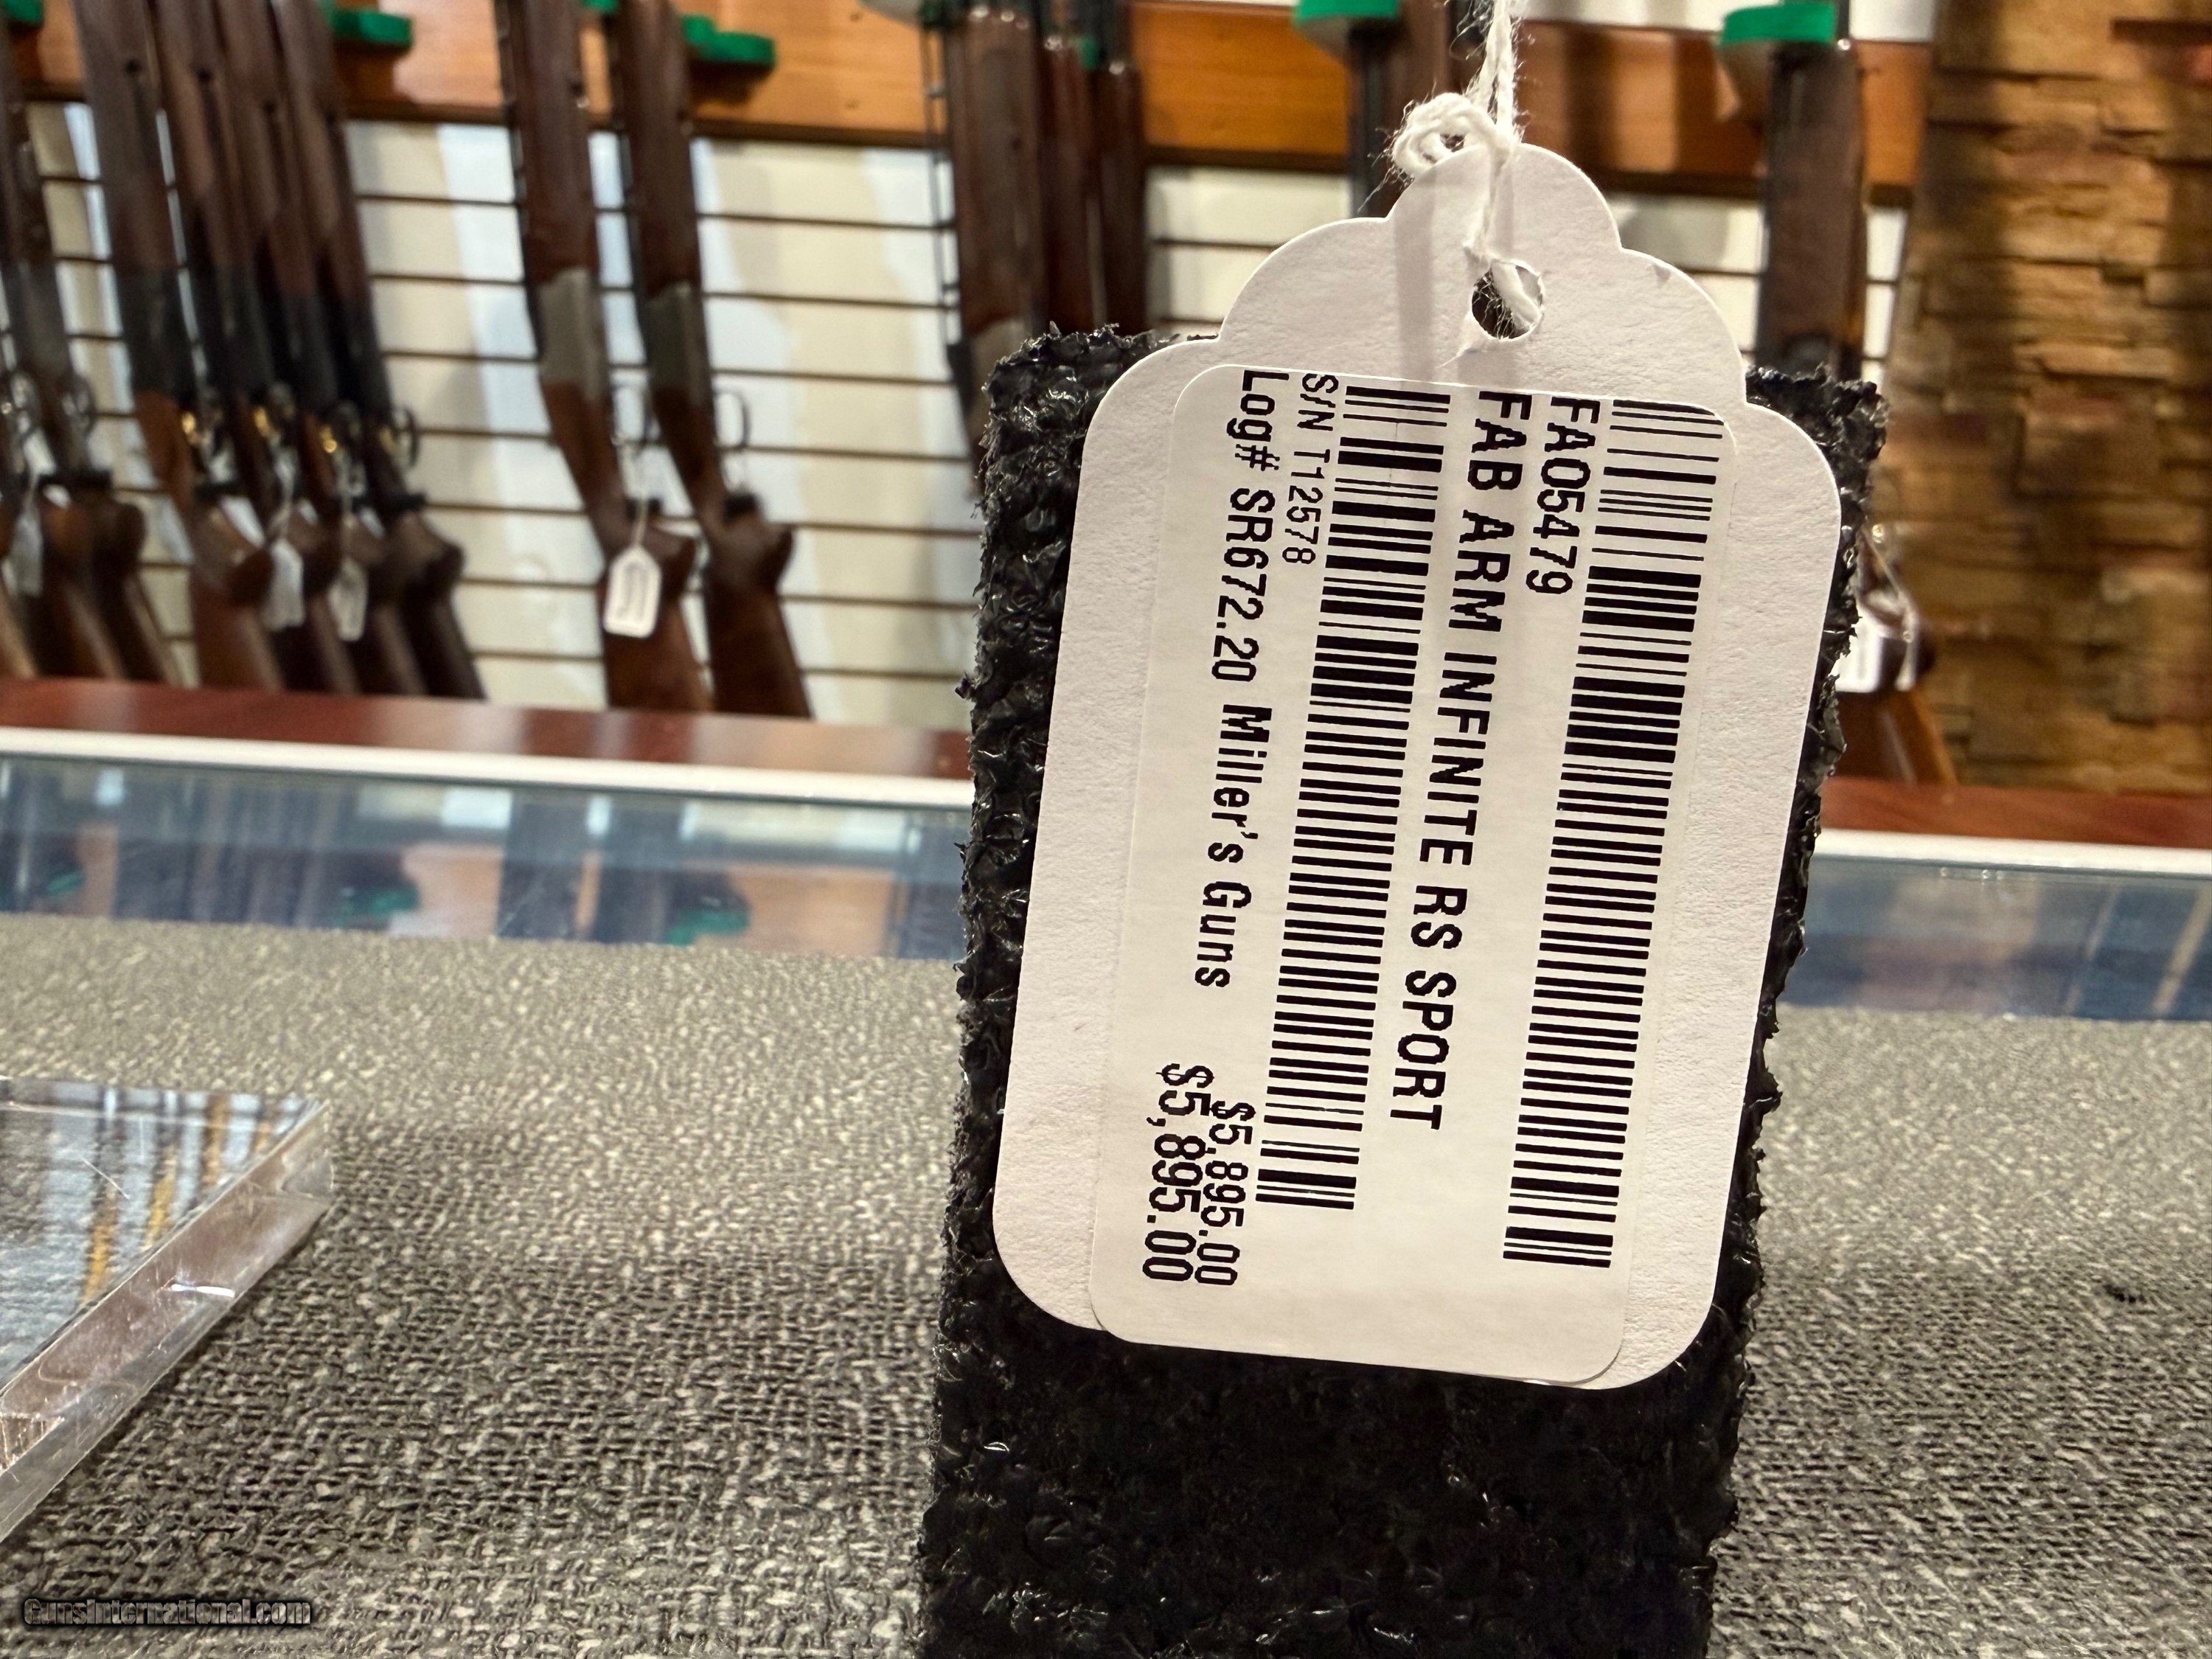 FA05479
FAB ARM INFINITE RS SPORT
S/N T12578
$5,895.00
Log# SR672.20 Miller's Guns
$5,895.00
GunsInternational.com